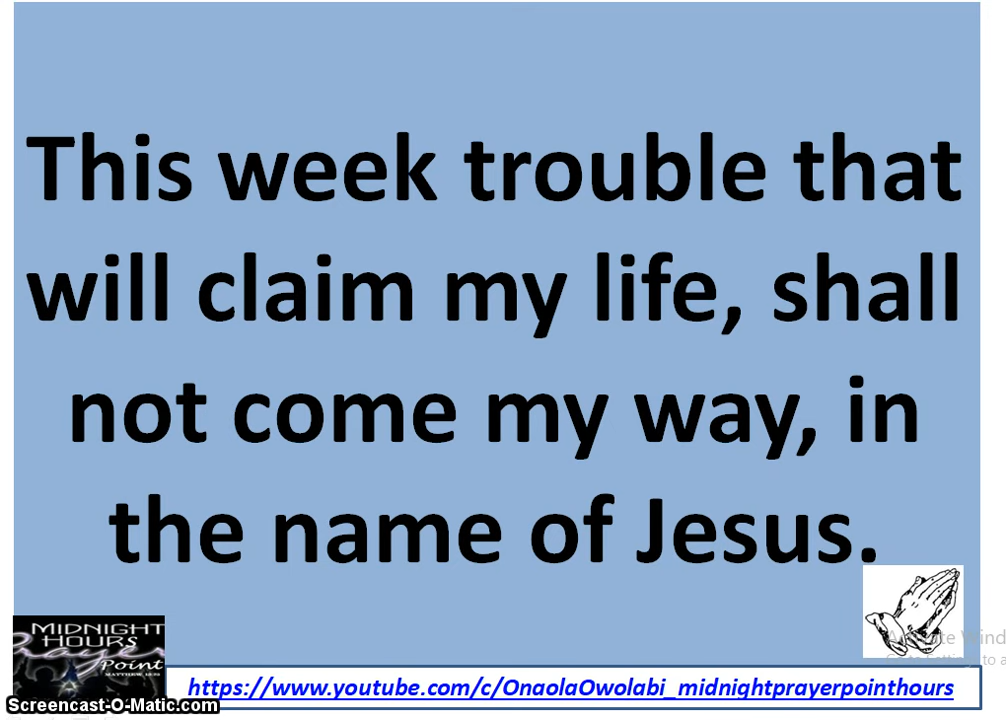 This week trouble that
will claim my life, shall
not come my way, in
the name of Jesus.
MIDNIGHT
HOURS
Prayer
Point
https://www.youtube.com/c/OnaolaOwolabi_midnightprayerpointhours
Screencast-O-Matic.com